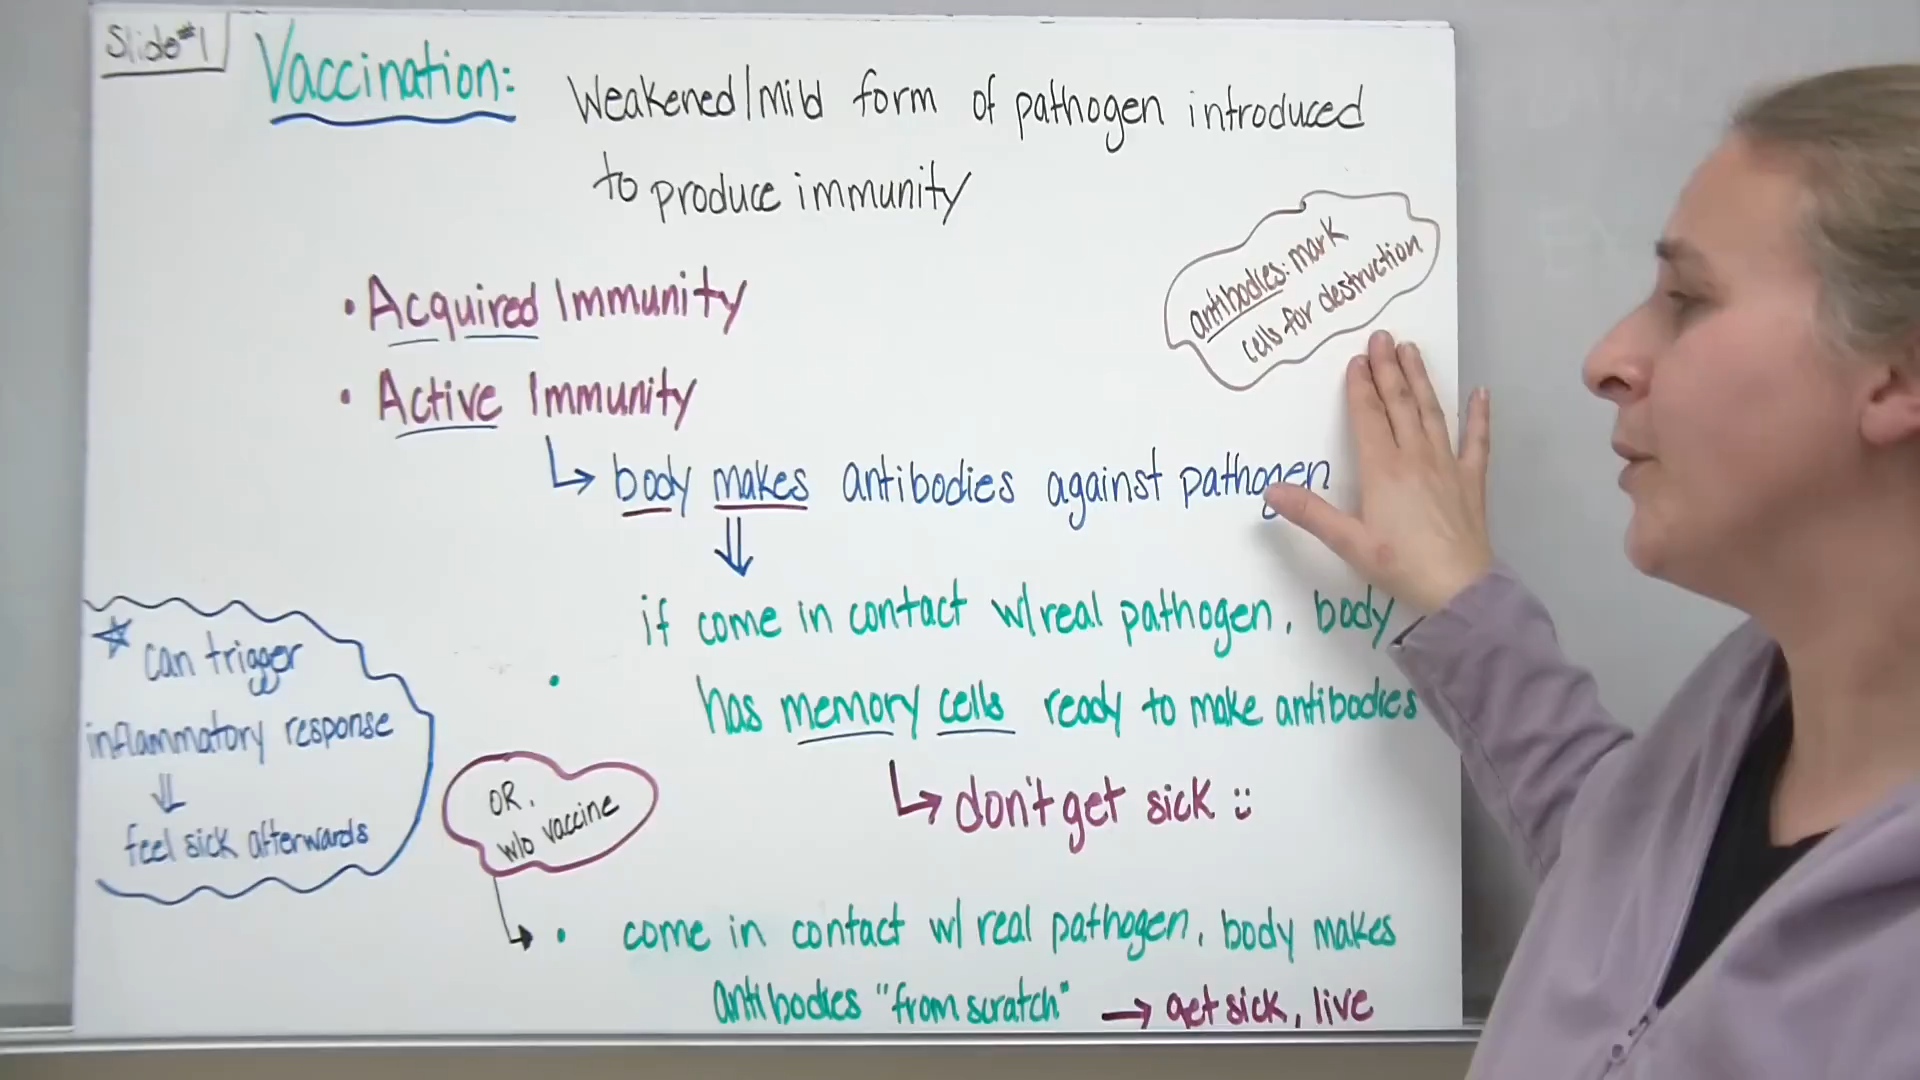 Slide #1
Vaccination:
Weakened/mild form of pathogen introduced
to produce immunity
antibodies: mark
cells for destruction
• Acquired Immunity
• Active Immunity
↳ body makes antibodies against pathogen
⇓
if come in contact w/ real pathogen, body
has memory cells ready to make antibodies
↳ don't get sick :)
☆ can trigger
inflammatory response
⇓
feel sick afterwards
OR,
w/o vaccine
• come in contact w/ real pathogen, body makes
antibodies "from scratch" → get sick, live